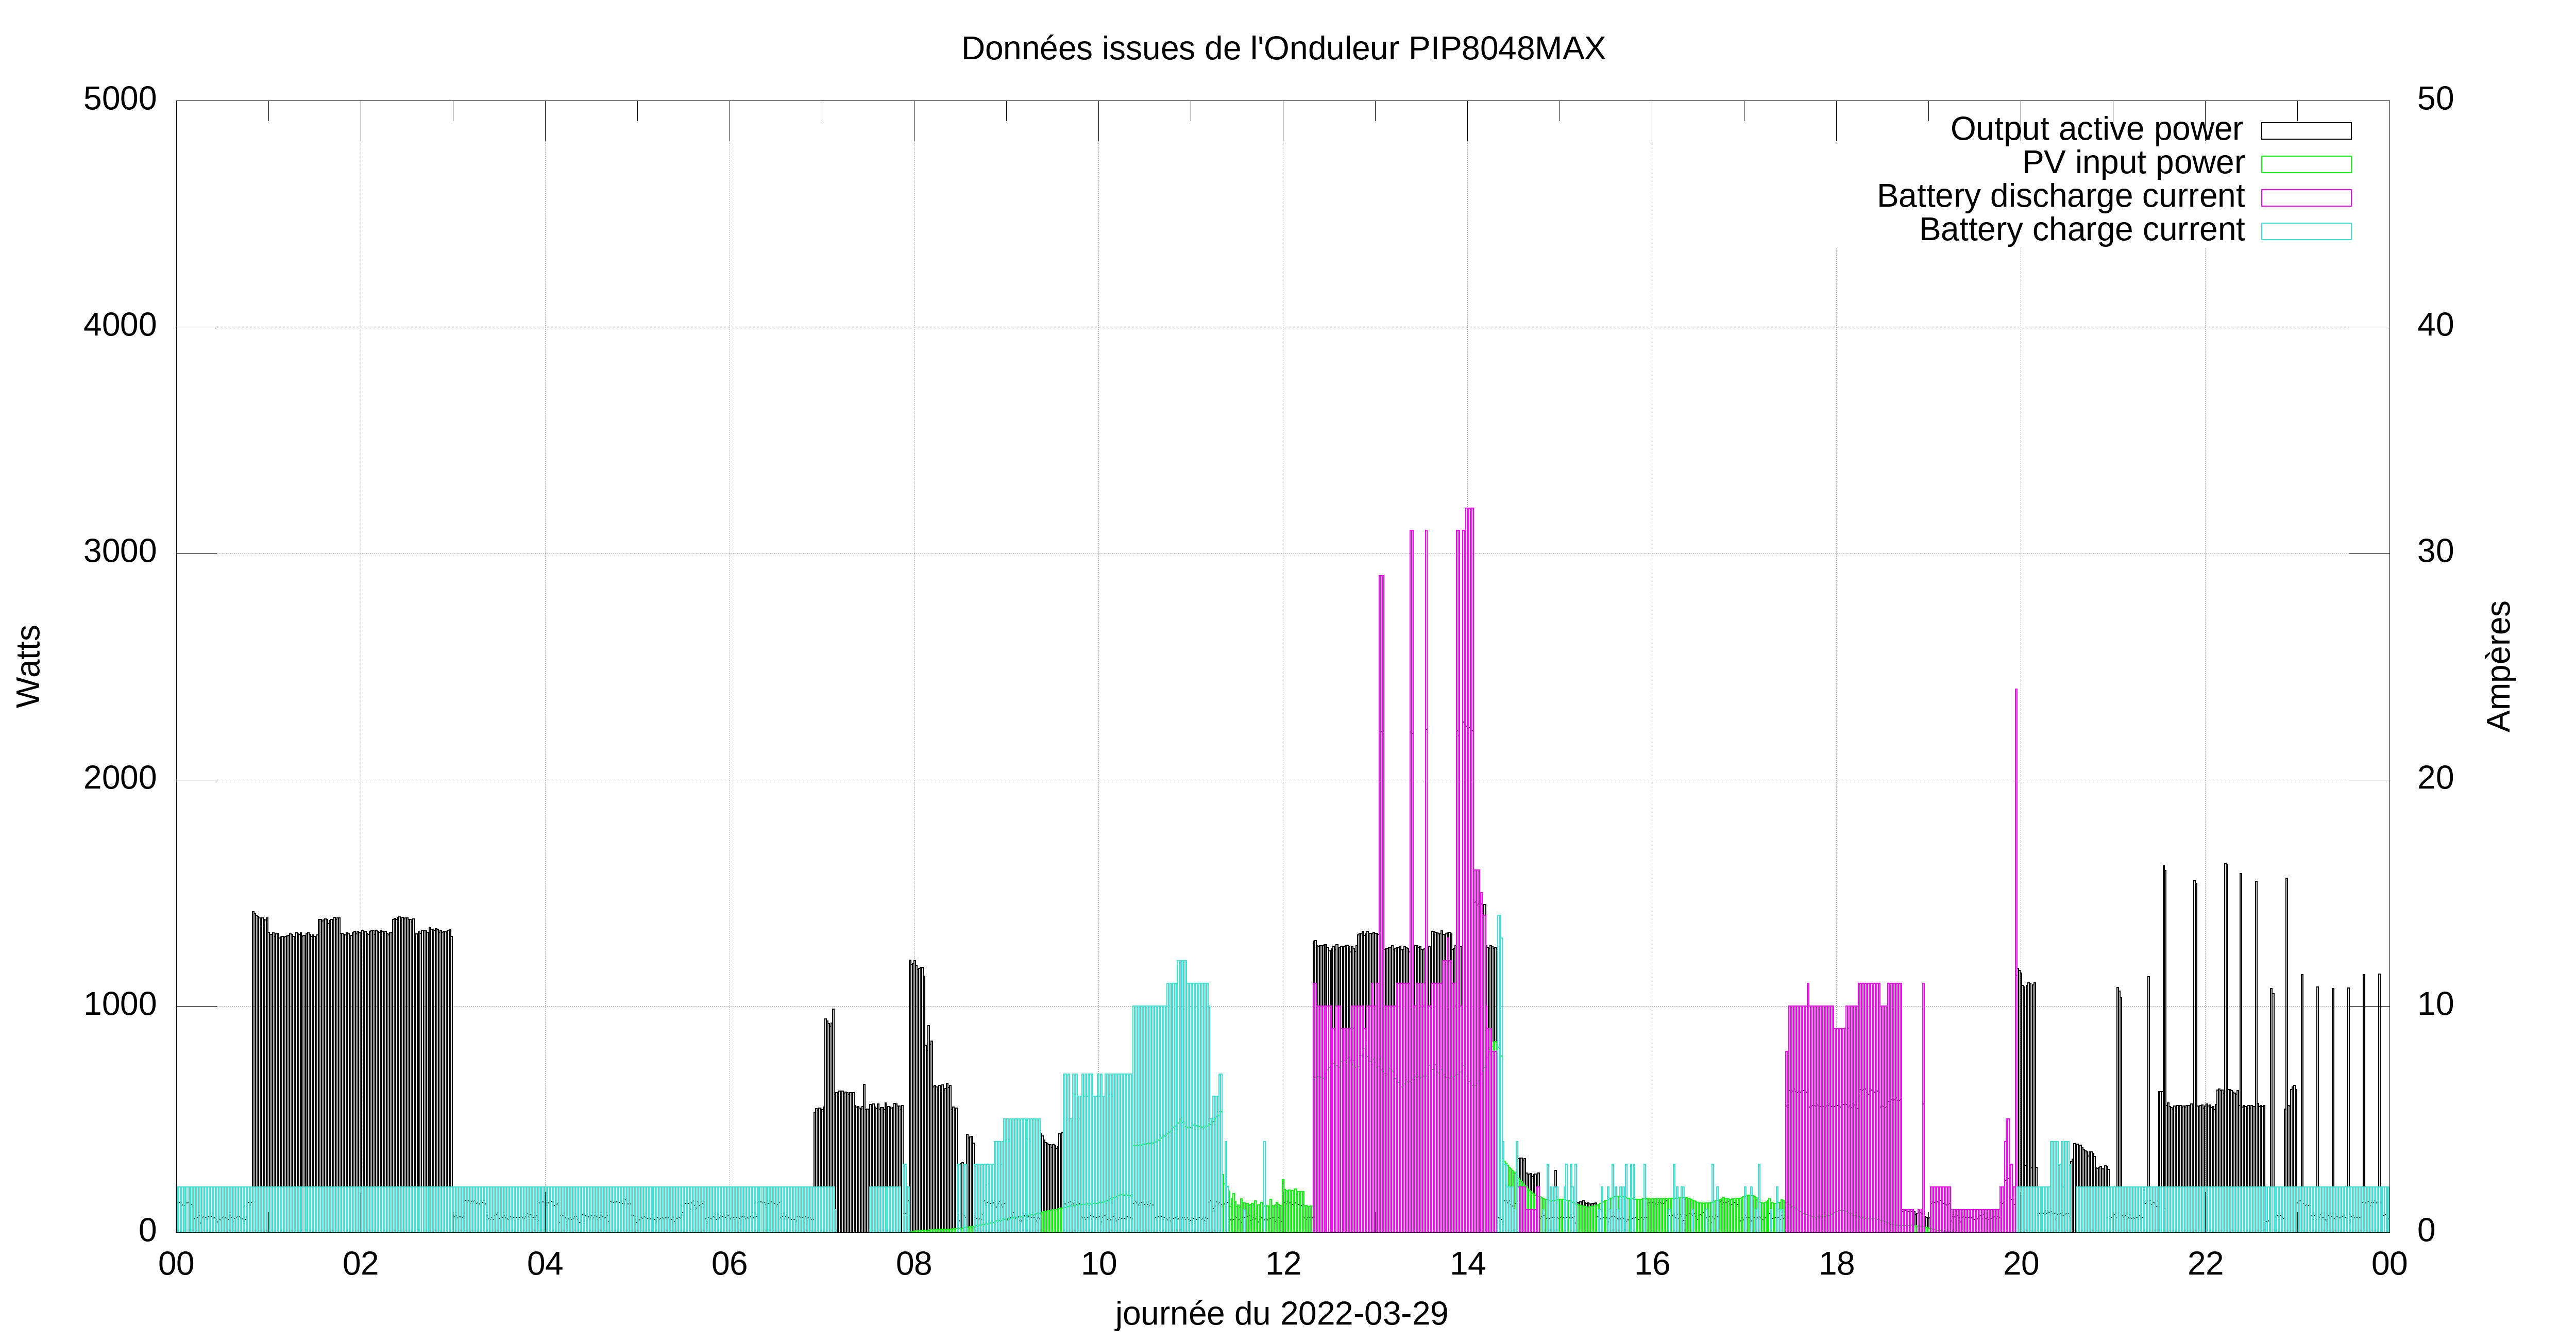 Données issues de l'Onduleur PIP8048MAX
5000
4000
3000
2000
1000
0
50
40
30
20
10
0
Output active power
PV input power
Battery discharge current
Battery charge current
Watts
Ampères
00 02 04 06 08 10 12 14 16 18 20 22 00
journée du 2022-03-29